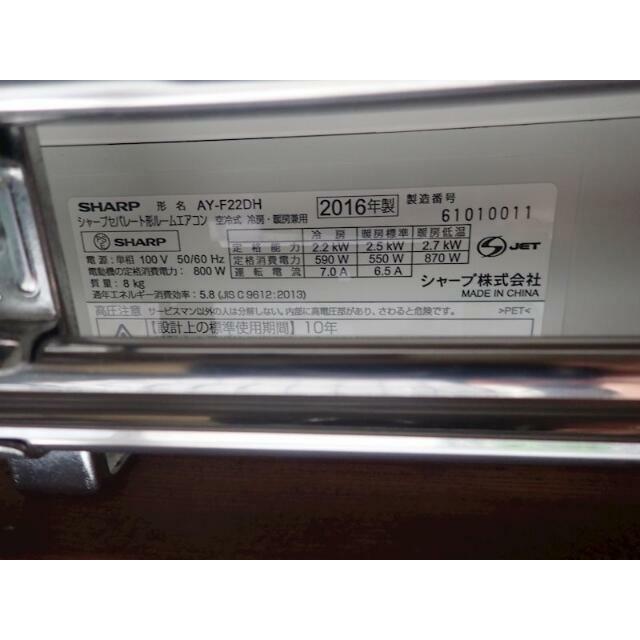 SHARP 形名 AY-F22DH 2016年製 製造番号 61010011
シャープセパレート形ルームエアコン 空冷式 冷房・暖房兼用
SHARP
冷房 暖房標準 暖房低温
定格能力 2.2 kW 2.5 kW 2.7 kW
定格消費電力 590 W 550 W 870 W
運転電流 7.0 A 6.5 A
電源:単相 100 V 50/60 Hz
電動機の定格消費電力: 800 W
質量:8 kg
通年エネルギー消費効率:5.8 (JIS C 9612:2013)
JET
シャープ株式会社
MADE IN CHINA
高圧注意 サービスマン以外の人は分解しない。内部に高電圧部があり、さわると危険です。 >PET<
【設計上の標準使用期間】10年